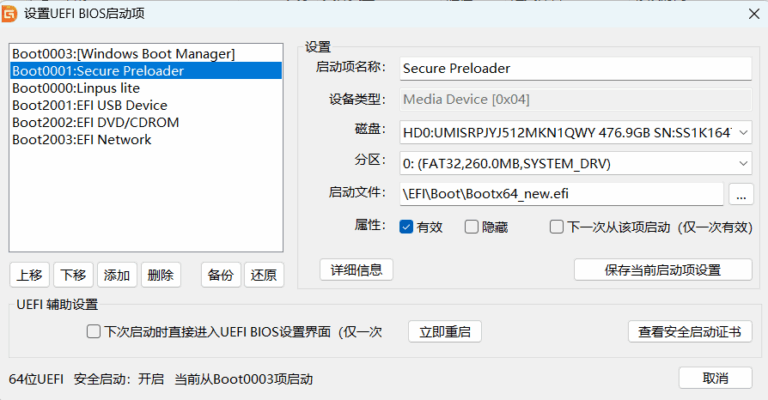 设置UEFI BIOS启动项
Boot0003:[Windows Boot Manager]
Boot0001:Secure Preloader
Boot0000:Linpus lite
Boot2001:EFI USB Device
Boot2002:EFI DVD/CDROM
Boot2003:EFI Network
上移 下移 添加 删除 备份 还原
设置
启动项名称: Secure Preloader
设备类型: Media Device [0x04]
磁盘: HD0:UMISRPJYJ512MKN1QWY 476.9GB SN:SS1K164
分区: 0: (FAT32,260.0MB,SYSTEM_DRV)
启动文件: \EFI\Boot\Bootx64_new.efi ...
属性: 有效 隐藏 下一次从该项启动（仅一次有效)
详细信息 保存当前启动项设置
UEFI 辅助设置
下次启动时直接进入UEFI BIOS设置界面（仅一次 立即重启 查看安全启动证书
64位UEFI 安全启动：开启 当前从Boot0003项启动 取消